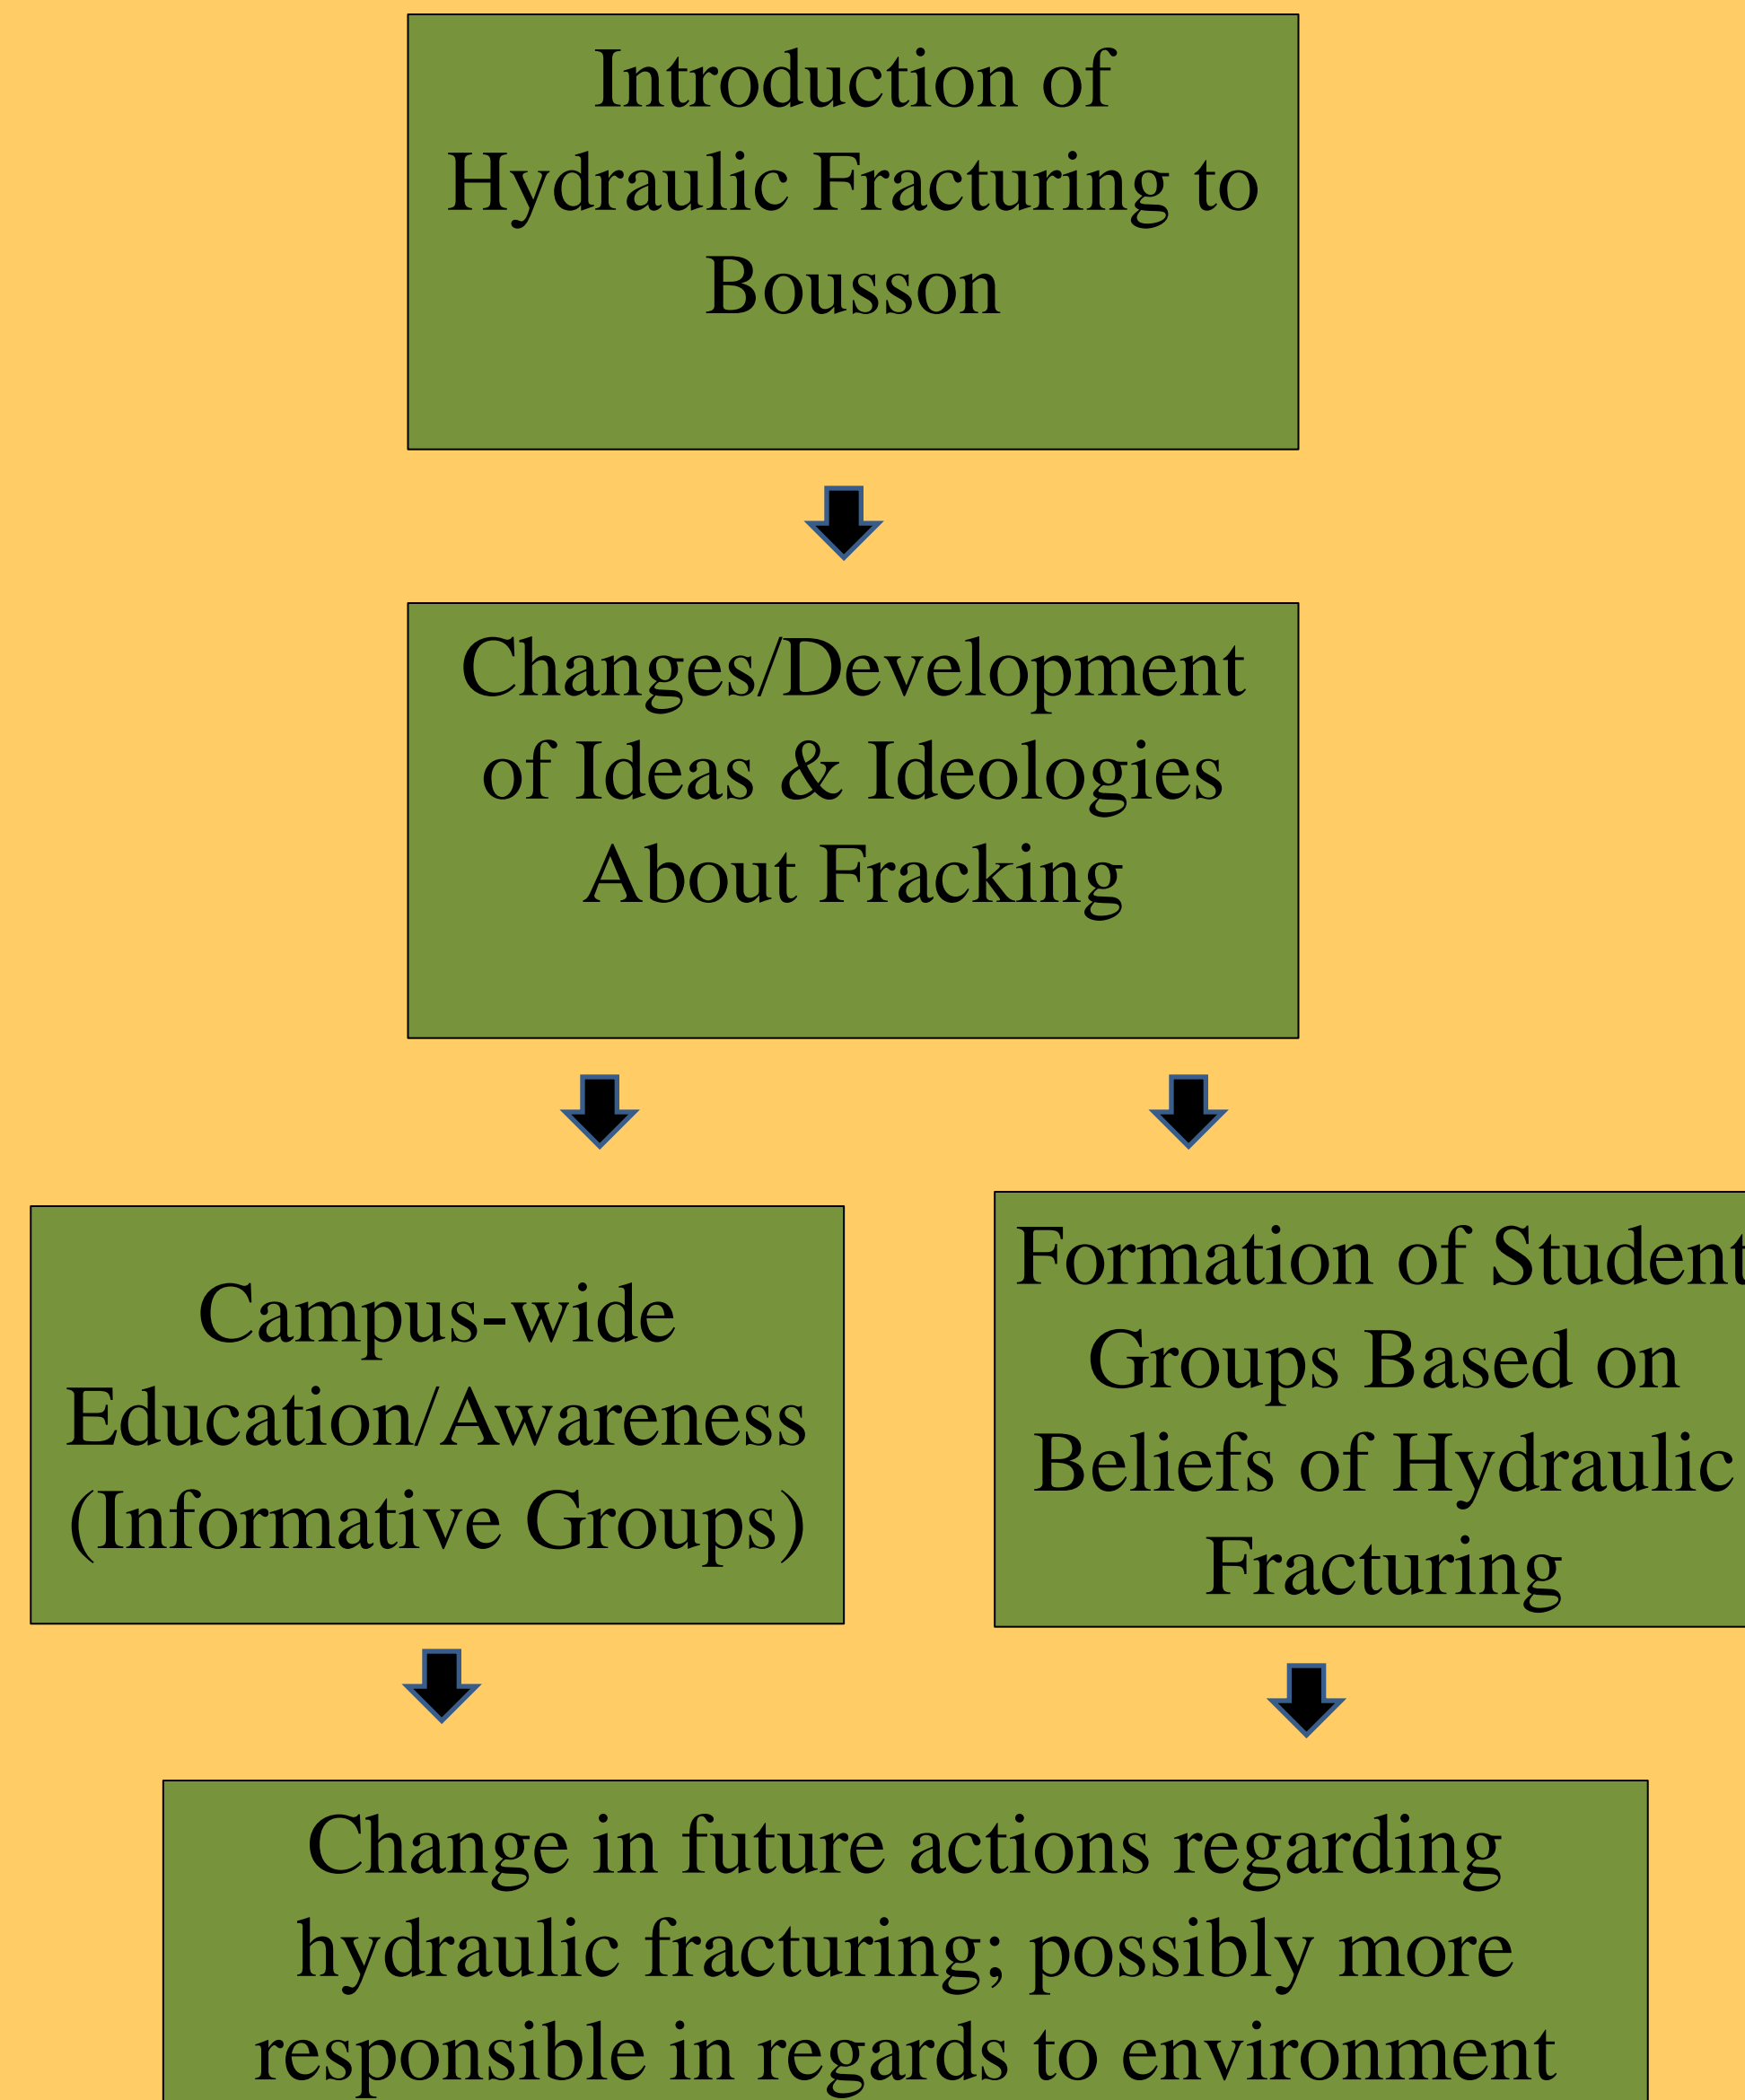 Introduction of
Hydraulic Fracturing to
Bousson
Changes/Development
of Ideas & Ideologies
About Fracking
Campus-wide
Education/Awareness
(Informative Groups)
Formation of Student
Groups Based on
Beliefs of Hydraulic
Fracturing
Change in future actions regarding
hydraulic fracturing; possibly more
responsible in regards to environment